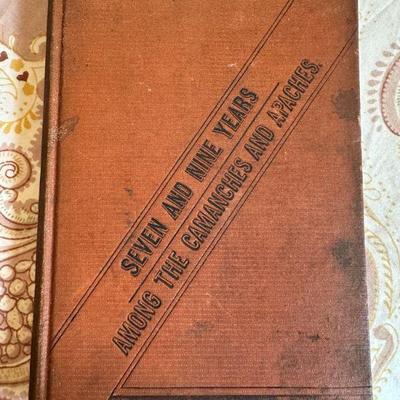 SEVEN AND NINE YEARS
AMONG THE CAMANCHES AND APACHES.